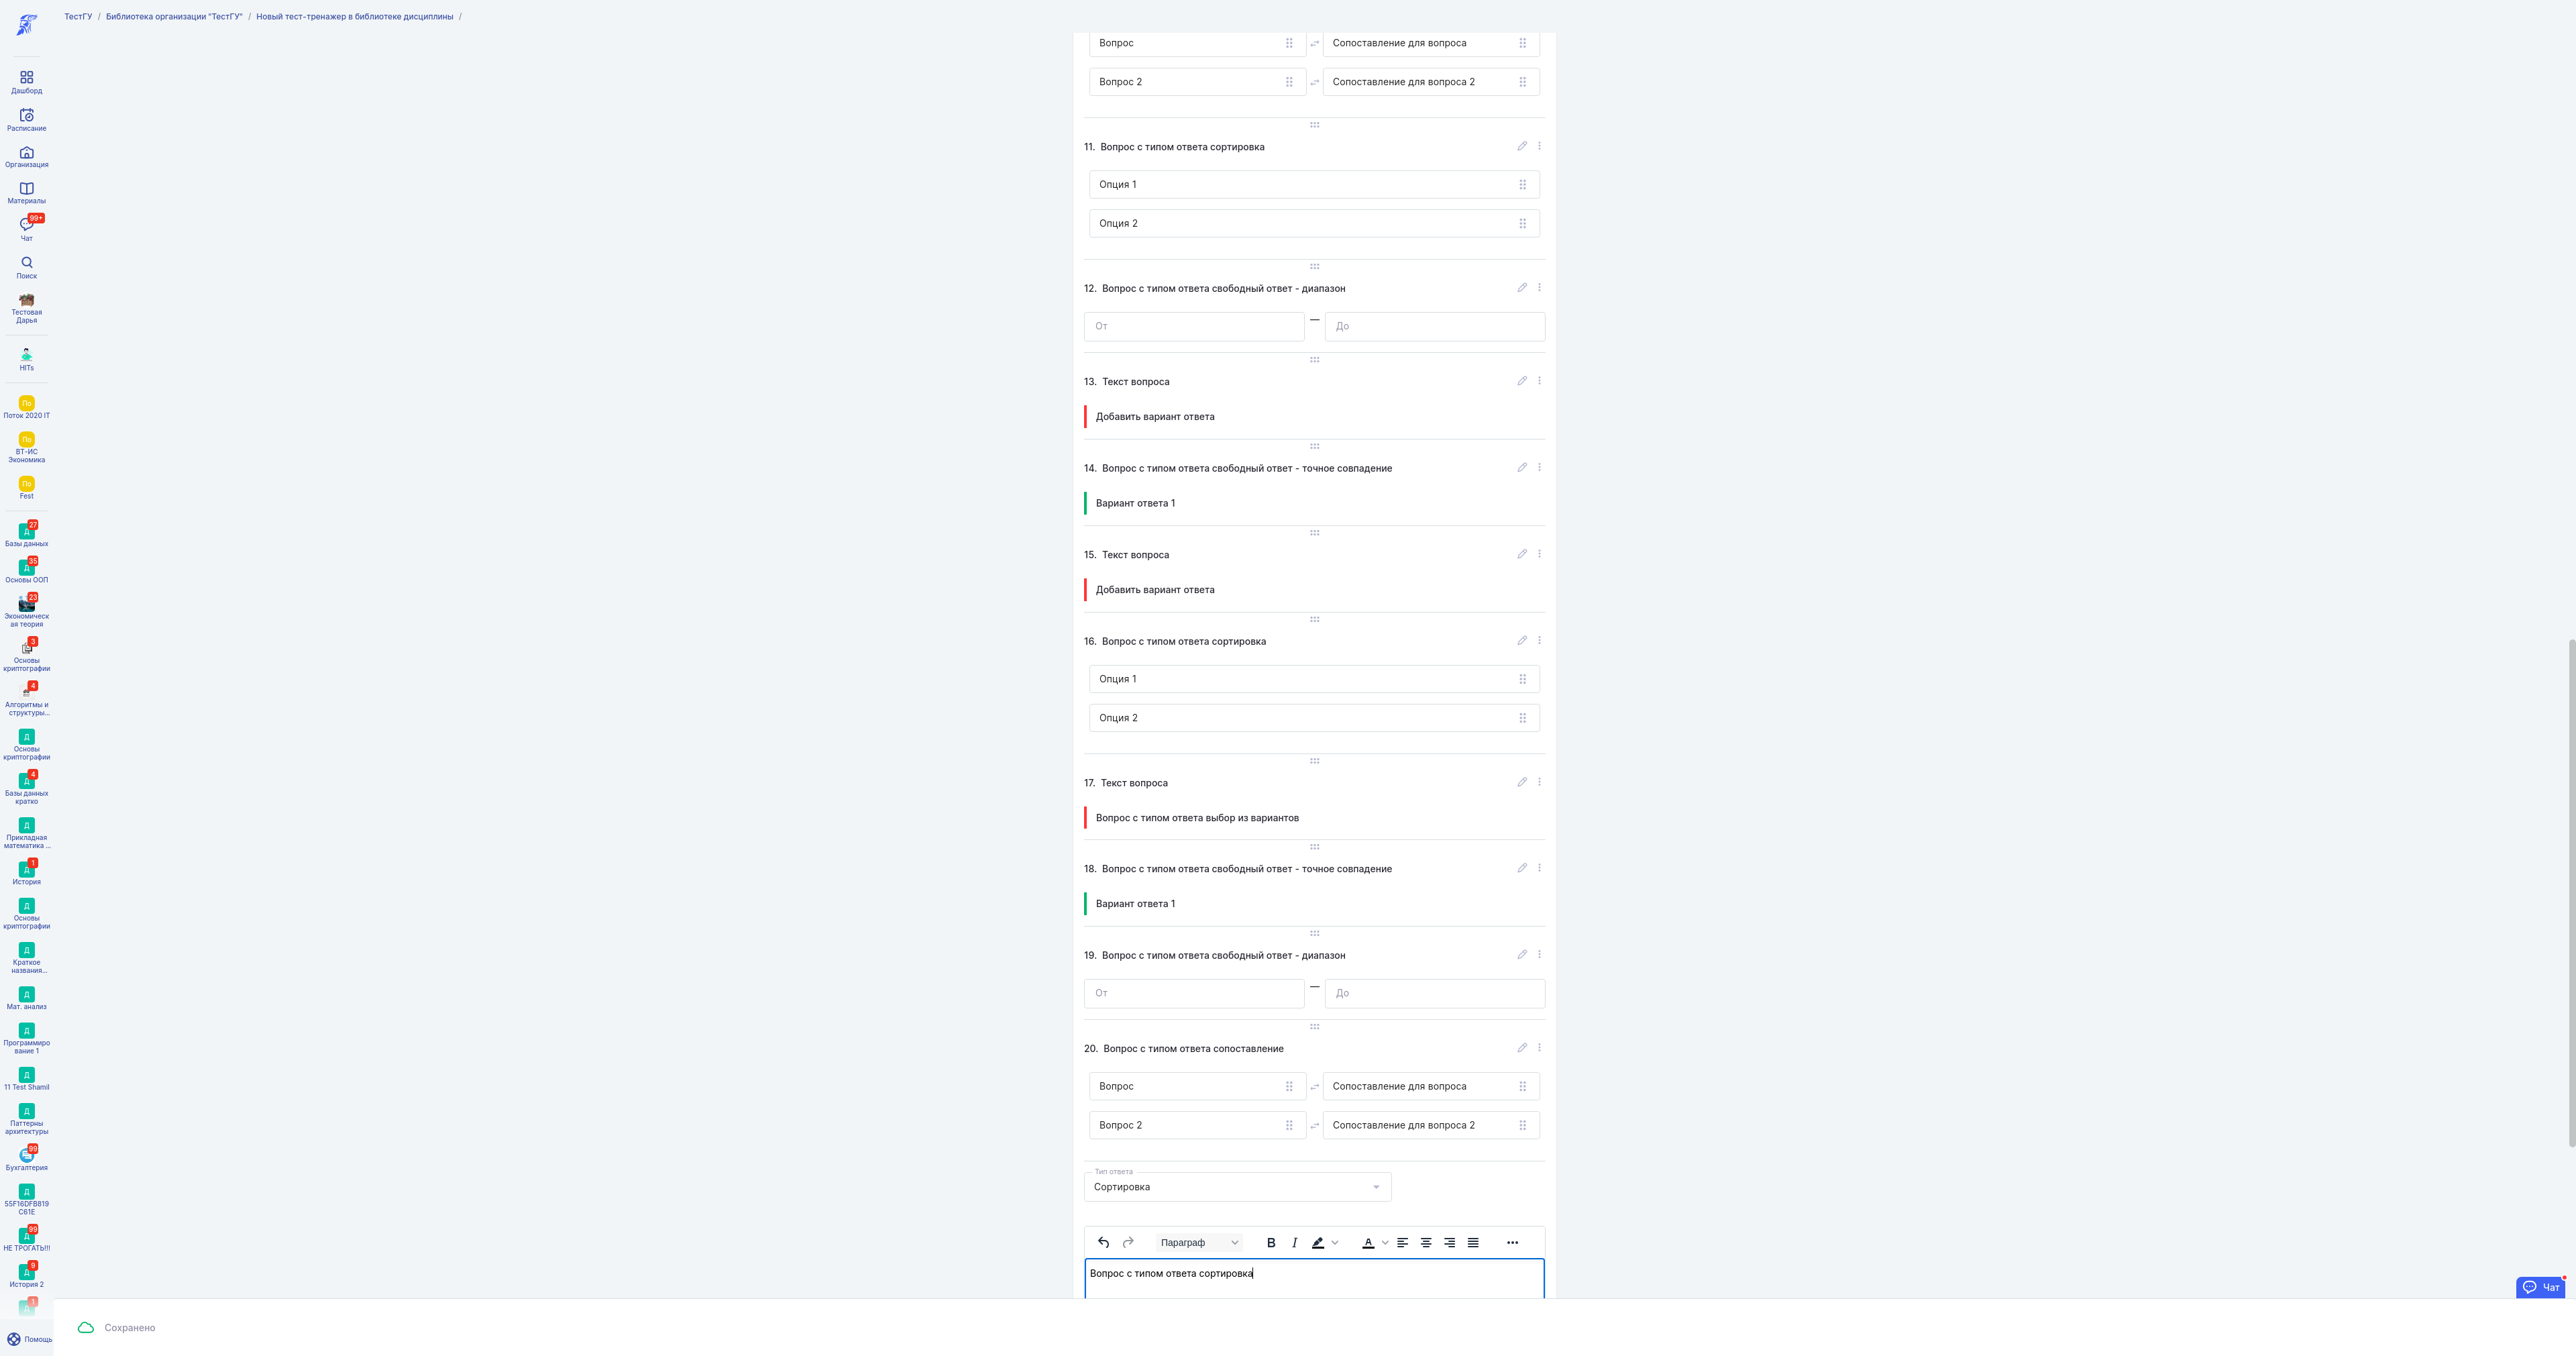 ТестГУ / Библиотека организации "ТестГУ" / Новый тест-тренажер в библиотеке дисциплины /
Дашборд
Расписание
Организация
Материалы
99+
Чат
Поиск
Тестовая
Дарья
HITs
По
Поток 2020 IT
По
ВТ-ИС
Экономика
По
Fest
27
Д
Базы данных
35
Д
Основы ООП
23
Экономическ
ая теория
3
Основы
криптографии
4
Алгоритмы и
структуры...
Д
Основы
криптографии
4
Д
Базы данных
кратко
Д
Прикладная
математика ...
1
Д
История
Д
Основы
криптографии
Д
Краткое
названия...
Д
Мат. анализ
Д
Программиро
вание 1
Д
11 Test Shamil
Д
Паттерны
архитектуры
99
Бухгалтерия
Д
55F16DFB819
C61E
99
Д
НЕ ТРОГАТЬ!!!
9
Д
История 2
1
Д
Помощь
Вопрос Сопоставление для вопроса
Вопрос 2 Сопоставление для вопроса 2
11. Вопрос с типом ответа сортировка
Опция 1
Опция 2
12. Вопрос с типом ответа свободный ответ - диапазон
От — До
13. Текст вопроса
Добавить вариант ответа
14. Вопрос с типом ответа свободный ответ - точное совпадение
Вариант ответа 1
15. Текст вопроса
Добавить вариант ответа
16. Вопрос с типом ответа сортировка
Опция 1
Опция 2
17. Текст вопроса
Вопрос с типом ответа выбор из вариантов
18. Вопрос с типом ответа свободный ответ - точное совпадение
Вариант ответа 1
19. Вопрос с типом ответа свободный ответ - диапазон
От — До
20. Вопрос с типом ответа сопоставление
Вопрос Сопоставление для вопроса
Вопрос 2 Сопоставление для вопроса 2
Тип ответа
Сортировка
Параграф B I A
Вопрос с типом ответа сортировка
Чат
Сохранено